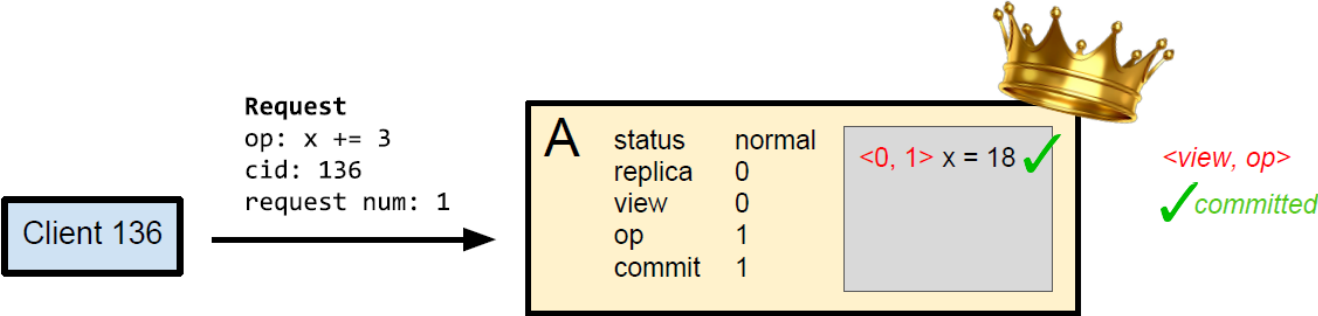 Request
op: x += 3
cid: 136
request num: 1
Client 136
A
status normal
replica 0
view 0
op 1
commit 1
<0, 1> x = 18
<view, op>
committed